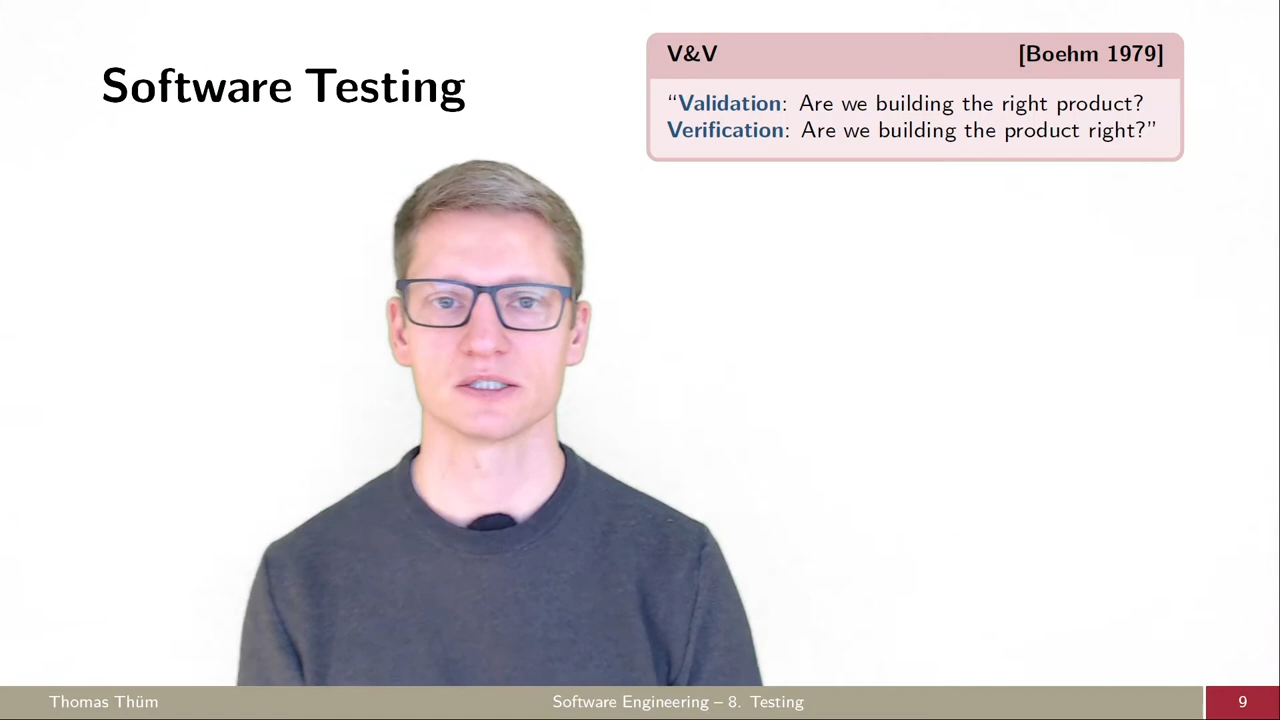 Software Testing
V&V [Boehm 1979]
“Validation: Are we building the right product?
Verification: Are we building the product right?”
Thomas Thüm Software Engineering – 8. Testing 9